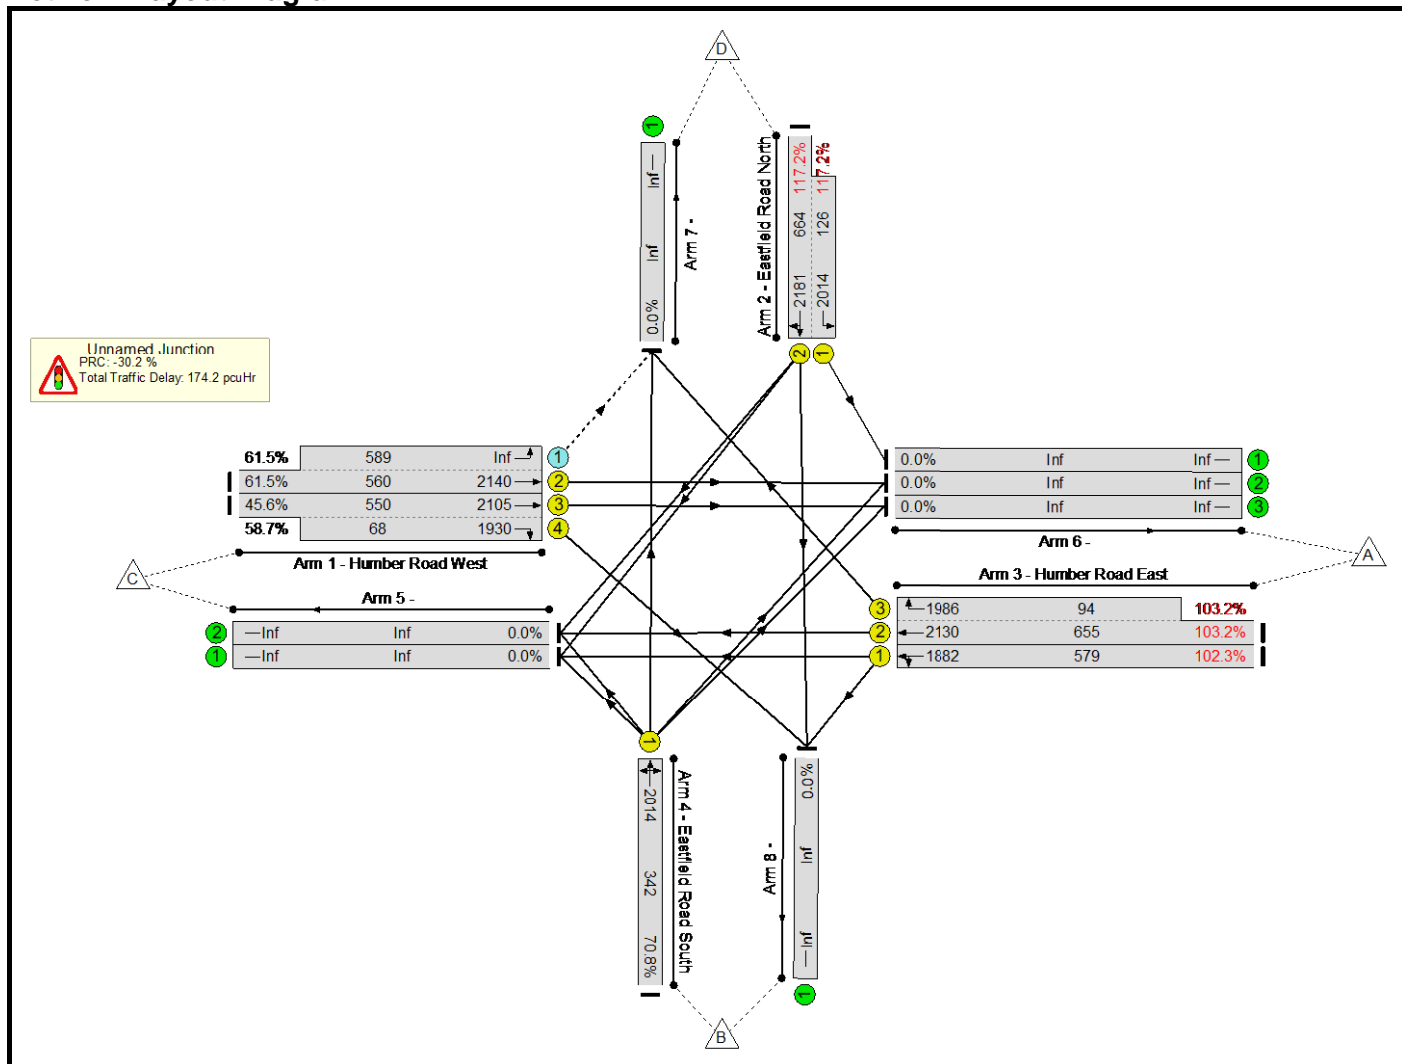 D
1
Inf
Inf
0.0%
Arm 7 -
Arm 2 - Eastfield Road North
117.2%
117.2%
664
126
2181
2014
2
1
Unnamed Junction
PRC: -30.2 %
Total Traffic Delay: 174.2 pcuHr
61.5% 589 Inf 1
61.5% 560 2140 2
45.6% 550 2105 3
58.7% 68 1930 4
Arm 1 - Humber Road West
C
Arm 5 -
2 Inf Inf 0.0%
1 Inf Inf 0.0%
0.0% Inf Inf 1
0.0% Inf Inf 2
0.0% Inf Inf 3
Arm 6 -
A
Arm 3 - Humber Road East
3 1986 94 103.2%
2 2130 655 103.2%
1 1882 579 102.3%
1
2014
342
70.8%
Arm 4 - Eastfield Road South
Arm 8 -
0.0%
Inf
Inf
1
B